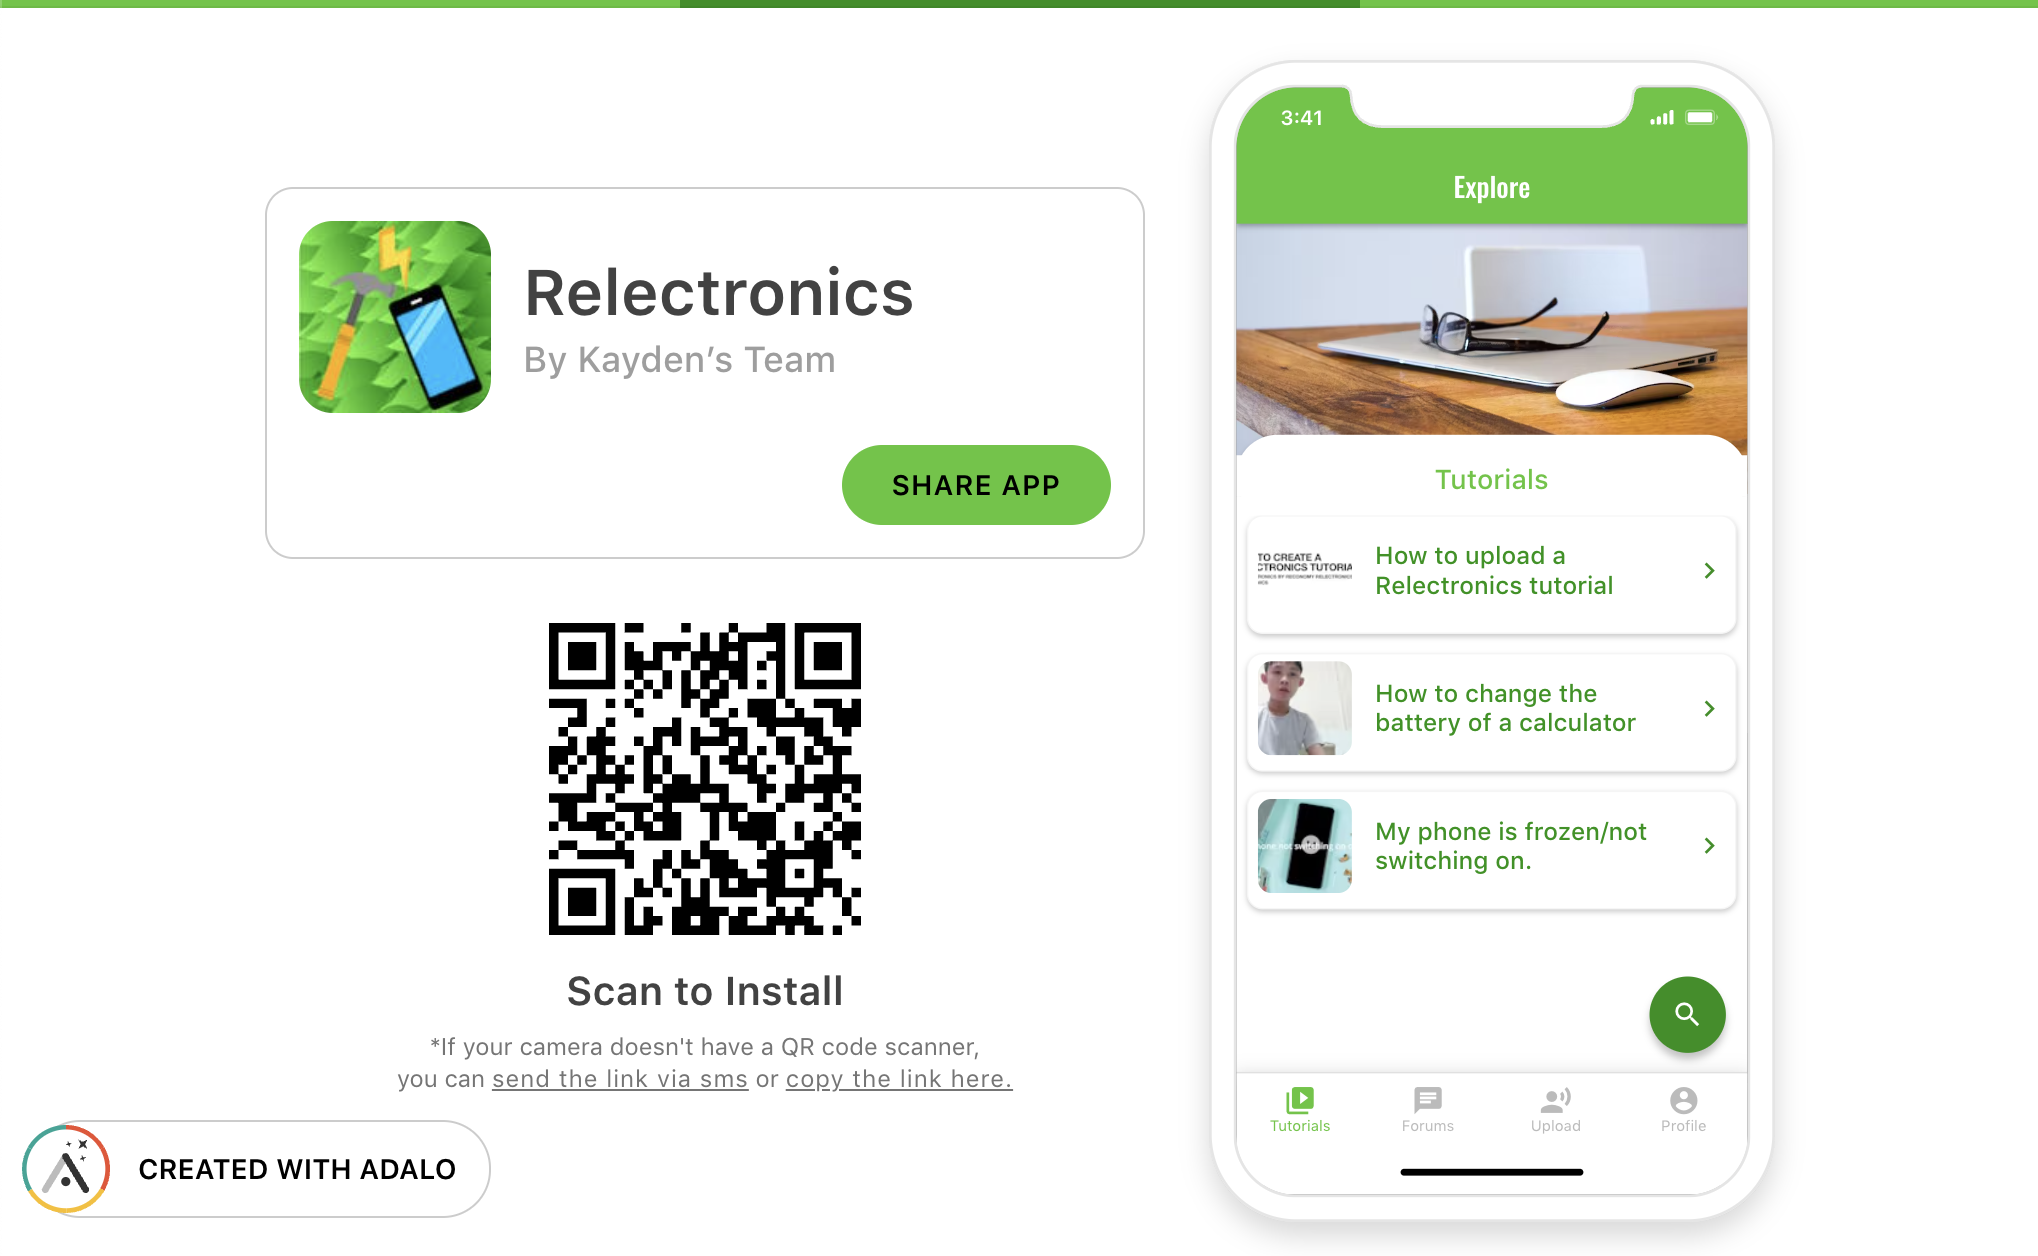 Relectronics
By Kayden’s Team
SHARE APP
Scan to Install
*If your camera doesn't have a QR code scanner,
you can send the link via sms or copy the link here.
CREATED WITH ADALO
3:41
Explore
Tutorials
TO CREATE A
CTRONICS TUTORIA
How to upload a
Relectronics tutorial
How to change the
battery of a calculator
My phone is frozen/not
switching on.
Tutorials
Forums
Upload
Profile